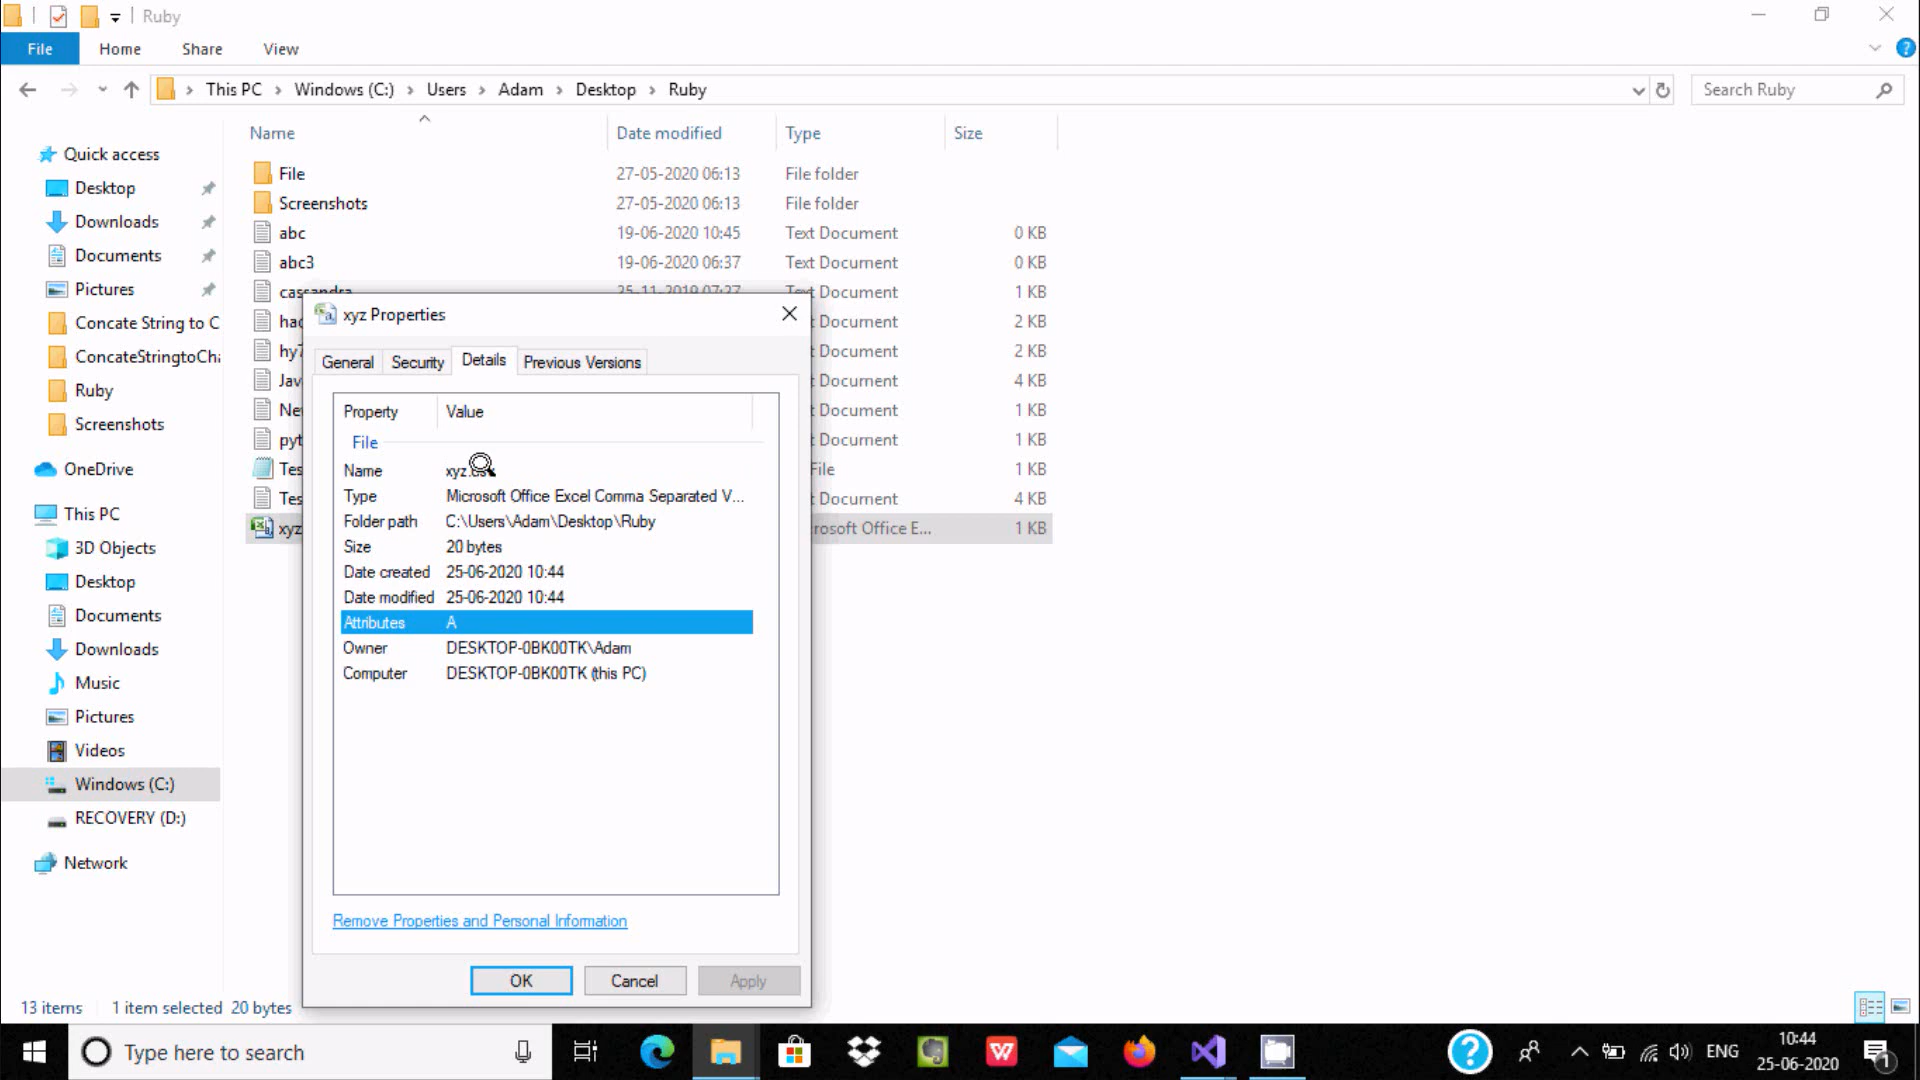 Ruby
File Home Share View
This PC Windows (C:) Users Adam Desktop Ruby
Search Ruby
Name Date modified Type Size
Quick access
Desktop
Downloads
Documents
Pictures
Concate String to C
ConcateStringtoCha
Ruby
Screenshots
OneDrive
This PC
3D Objects
Desktop
Documents
Downloads
Music
Pictures
Videos
Windows (C:)
RECOVERY (D:)
Network
File 27-05-2020 06:13 File folder
Screenshots 27-05-2020 06:13 File folder
abc 19-06-2020 10:45 Text Document 0 KB
abc3 19-06-2020 06:37 Text Document 0 KB
cassandra 25-11-2019 07:27 Text Document 1 KB
t Document 2 KB
hy7 t Document 2 KB
Jav t Document 4 KB
Ne t Document 1 KB
pyt t Document 1 KB
Tes File 1 KB
Tes t Document 4 KB
xyz rosoft Office E... 1 KB
xyz Properties
General Security Details Previous Versions
Property Value
File
Name
Type Microsoft Office Excel Comma Separated V...
Folder path C:\Users\Adam\Desktop\Ruby
Size 20 bytes
Date created 25-06-2020 10:44
Date modified 25-06-2020 10:44
Attributes A
Owner DESKTOP-0BK00TK\Adam
Computer DESKTOP-0BK00TK (this PC)
Remove Properties and Personal Information
OK Cancel Apply
13 items 1 item selected 20 bytes
Type here to search
ENG
10:44
25-06-2020
1